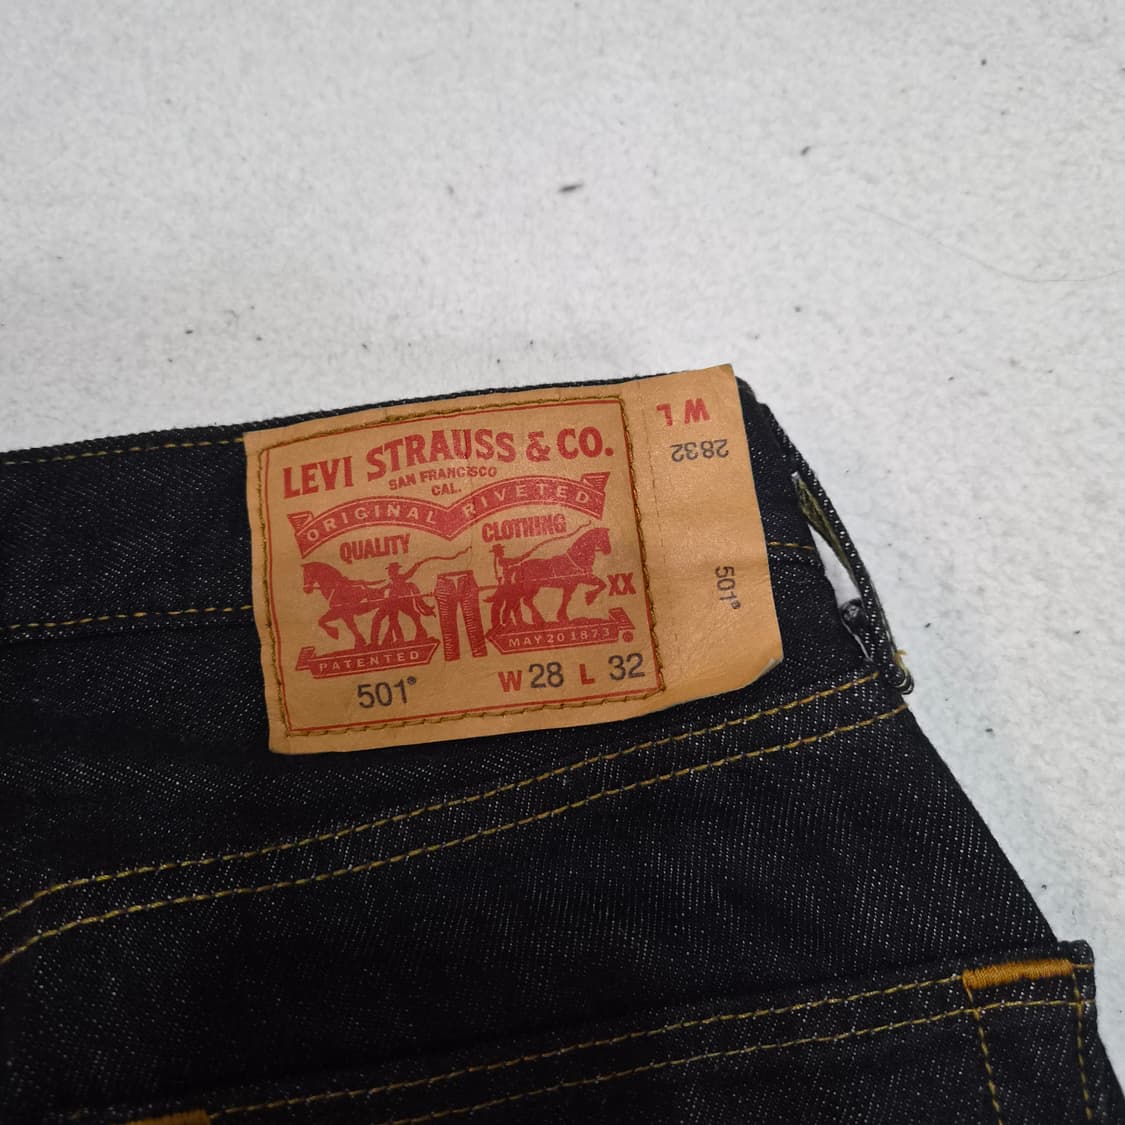 LEVI STRAUSS & CO.
SAN FRANCISCO
CAL.
ORIGINAL RIVETED
QUALITY CLOTHING
XX
PATENTED
MAY 20 1873
®
501®
W 28 L 32
W L
2832
501®